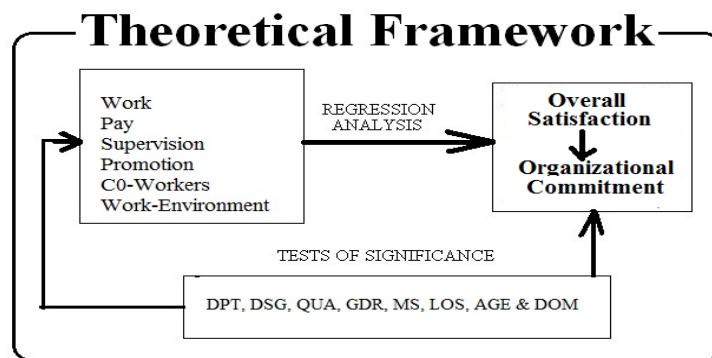 Theoretical Framework
Work
Pay
Supervision
Promotion
C0-Workers
Work-Environment
REGRESSION
ANALYSIS
Overall
Satisfaction
Organizational
Commitment
TESTS OF SIGNIFICANCE
DPT, DSG, QUA, GDR, MS, LOS, AGE & DOM